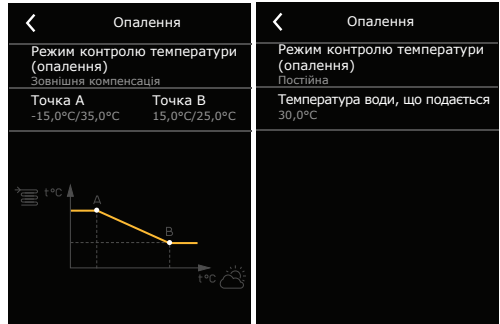 Опалення
Режим контролю температури
(опалення)
Зовнішня компенсація
Точка A Точка B
-15,0°C/35,0°C 15,0°C/25,0°C
t°C
A
B
t°C
Опалення
Режим контролю температури
(опалення)
Постійна
Температура води, що подається
30,0°C